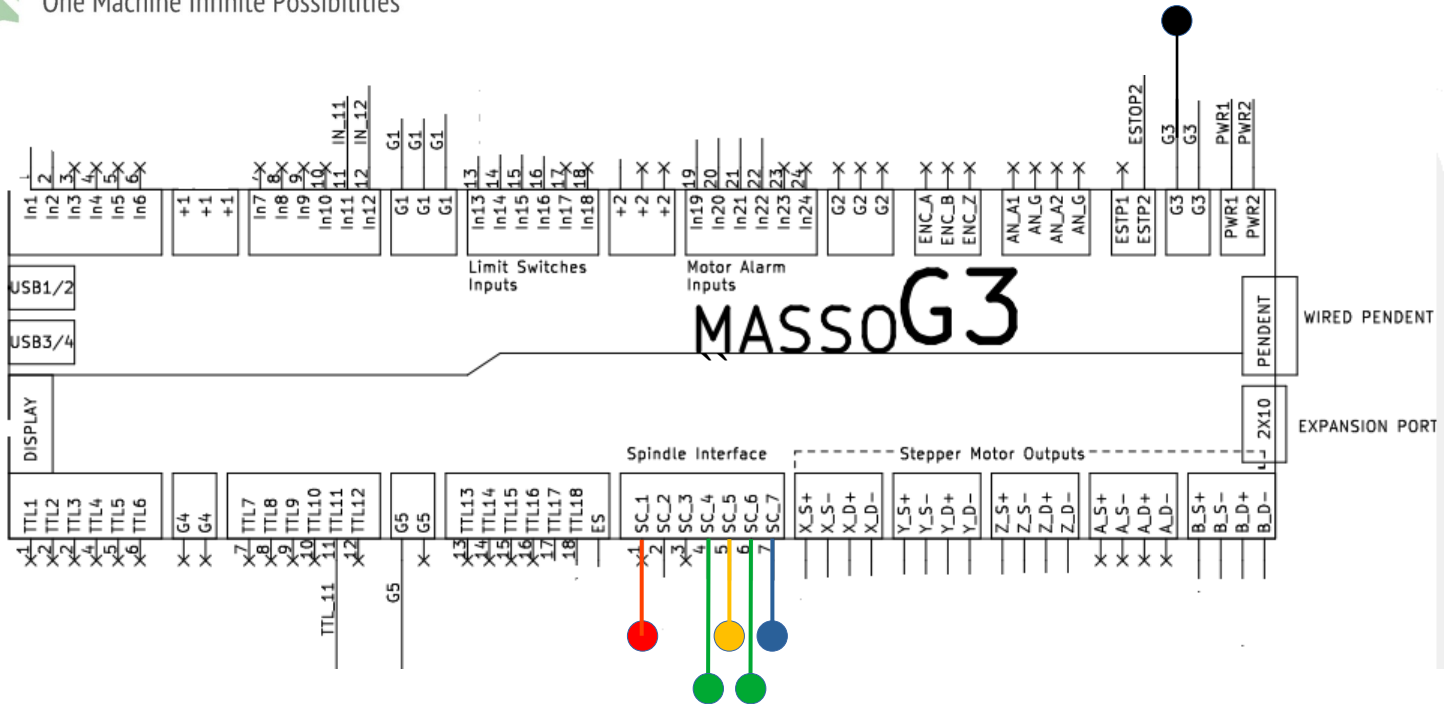 One Machine Infinite Possibilities
IN_11 IN_12 G1 G1 G1 ESTOP2 G3 G3 PWR1 PWR2
2 3 4 5 6 7 8 9 10 11 12 13 14 15 16 17 18 19 20 21 22 23 24
In1 In2 In3 In4 In5 In6 +1 +1 +1 In7 In8 In9 In10 In11 In12 G1 G1 G1 In13 In14 In15 In16 In17 In18 +2 +2 +2 In19 In20 In21 In22 In23 In24 G2 G2 G2 ENC_A ENC_B ENC_Z AN_A1 AN_G AN_A2 AN_G ESTP1 ESTP2 G3 G3 PWR1 PWR2
Limit Switches
Inputs
Motor Alarm
Inputs
USB1/2
USB3/4
MASSO G3
PENDENT
WIRED PENDENT
DISPLAY
2X10
EXPANSION PORT
Spindle Interface
Stepper Motor Outputs
TTL1 TTL2 TTL3 TTL4 TTL5 TTL6 G4 G4 TTL7 TTL8 TTL9 TTL10 TTL11 TTL12 G5 G5 TTL13 TTL14 TTL15 TTL16 TTL17 TTL18 ES SC_1 SC_2 SC_3 SC_4 SC_5 SC_6 SC_7 X_S+ X_S- X_D+ X_D- Y_S+ Y_S- Y_D+ Y_D- Z_S+ Z_S- Z_D+ Z_D- A_S+ A_S- A_D+ A_D- B_S+ B_S- B_D+ B_D-
1 2 2 4 5 6 7 8 9 10 11 12 13 14 15 16 17 18 1 2 3 4 5 6 7
TTL_11 G5